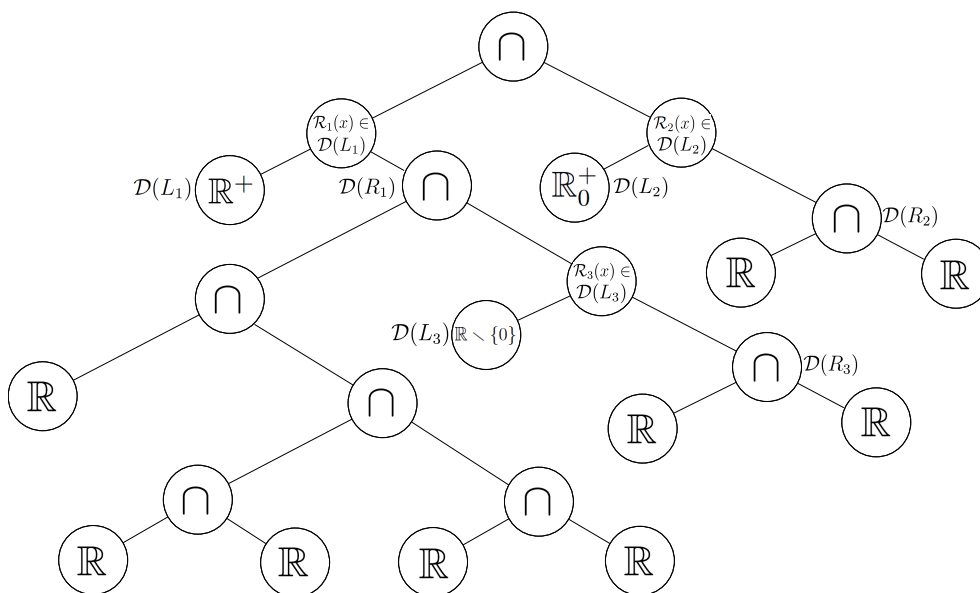 ∩
ℛ₁(x) ∈
𝒟(L₁)
ℛ₂(x) ∈
𝒟(L₂)
𝒟(L₁) ℝ⁺
𝒟(R₁) ∩
ℝ₀⁺ 𝒟(L₂)
∩ 𝒟(R₂)
ℝ
ℝ
∩
ℛ₃(x) ∈
𝒟(L₃)
𝒟(L₃) ℝ ∖ {0}
∩ 𝒟(R₃)
ℝ
∩
ℝ
ℝ
∩
∩
ℝ
ℝ
ℝ
ℝ